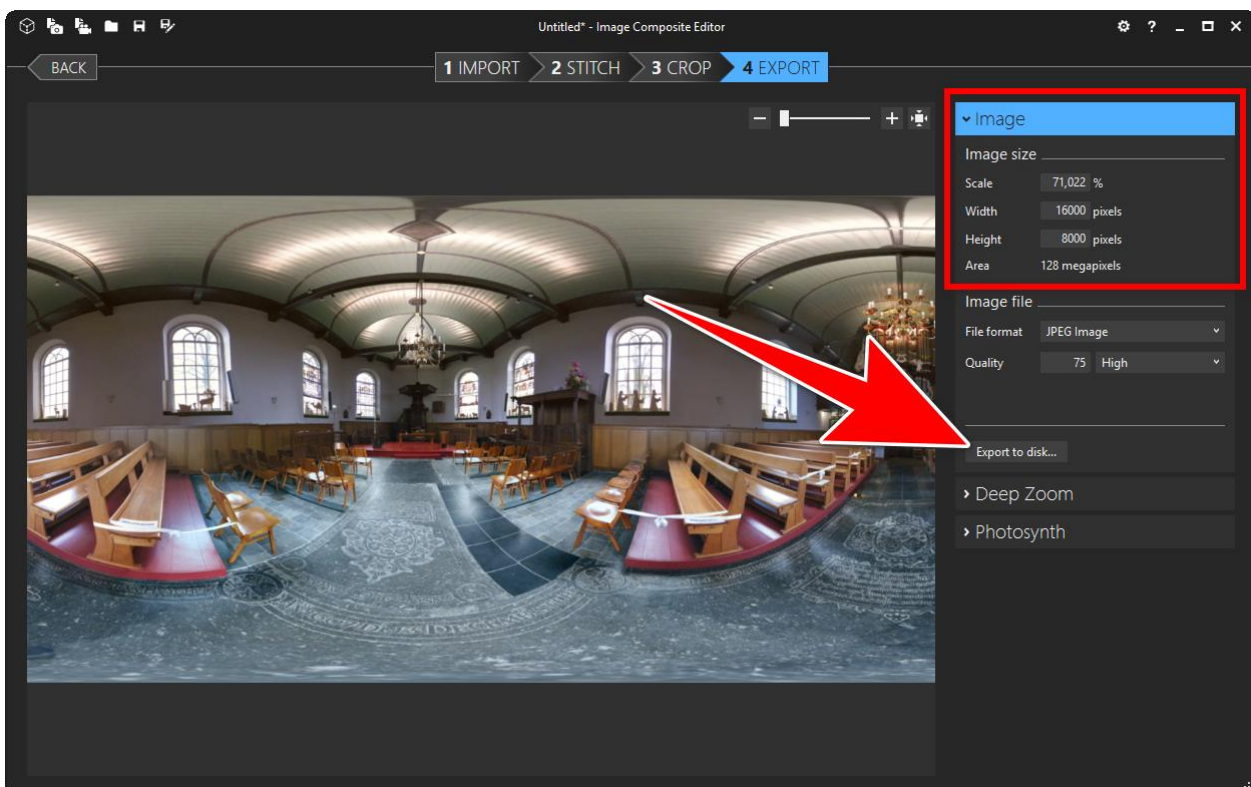 Untitled* - Image Composite Editor
?
BACK
1 IMPORT
2 STITCH
3 CROP
4 EXPORT
Image
Image size
Scale 71,022 %
Width 16000 pixels
Height 8000 pixels
Area 128 megapixels
Image file
File format JPEG Image
Quality 75 High
Export to disk...
Deep Zoom
Photosynth